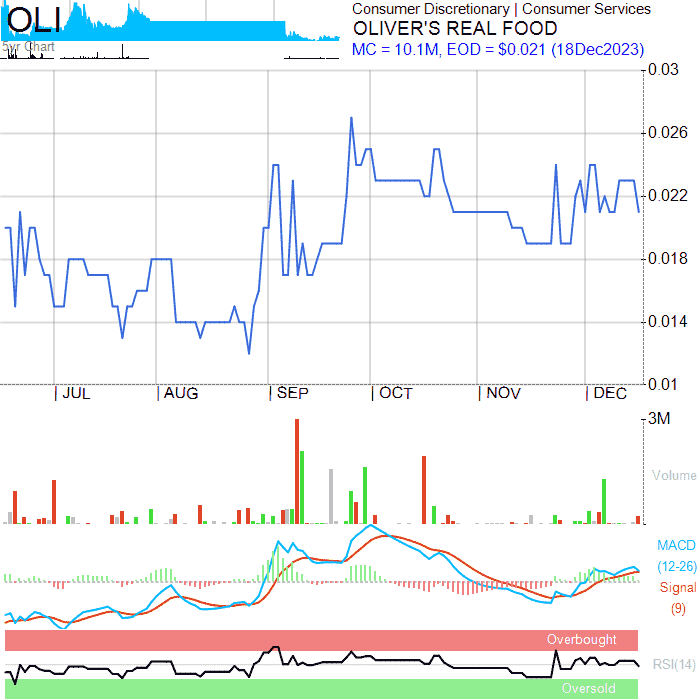 OLI
5yr Chart
Consumer Discretionary | Consumer Services
OLIVER'S REAL FOOD
MC = 10.1M, EOD = $0.021 (18Dec2023)
0.03
0.026
0.022
0.018
0.014
0.01
JUL AUG SEP OCT NOV DEC
3M
Volume
MACD
(12-26)
Signal
(9)
Overbought
RSI(14)
Oversold